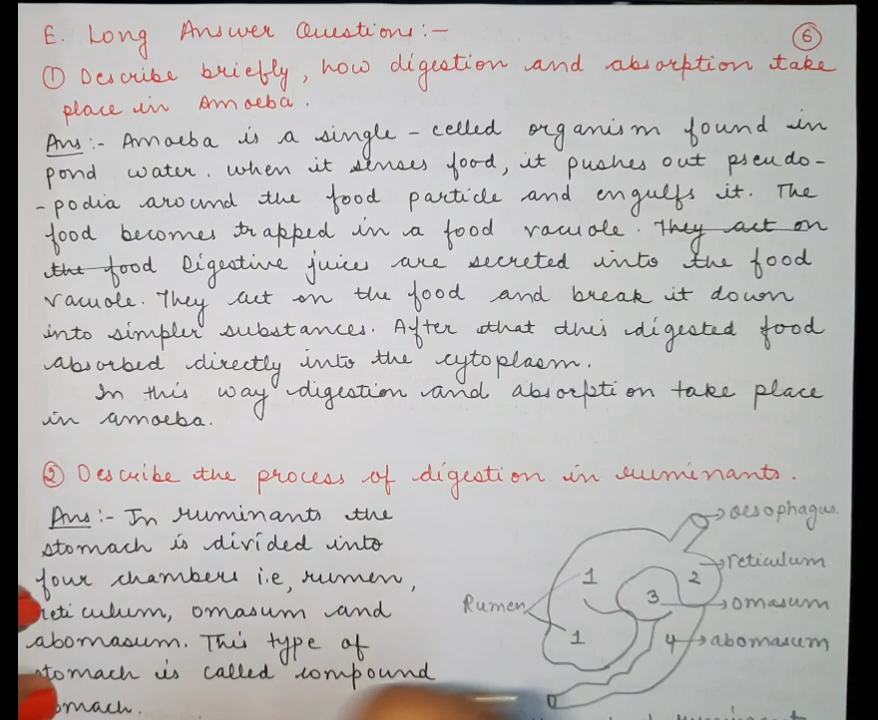 E. Long Answer Questions:- 6
① Describe briefly, how digestion and absorption take
place in Amoeba.
Ans:- Amoeba is a single-celled organism found in
pond water. when it senses food, it pushes out pseudo-
-podia around the food particle and engulfs it. The
food becomes trapped in a food vacuole. They act on
the food Digestive juices are secreted into the food
vacuole. They act on the food and break it down
into simpler substances. After that this digested food
absorbed directly into the cytoplasm.
In this way digestion and absorption take place
in amoeba.
② Describe the process of digestion in ruminants.
Ans:- In ruminants the
stomach is divided into
four chambers i.e, rumen,
reticulum, omasum and
abomasum. This type of
stomach is called compound
omach.
oesophagus.
reticulum
1 2
3
Rumen
omasum
1
4 abomasum